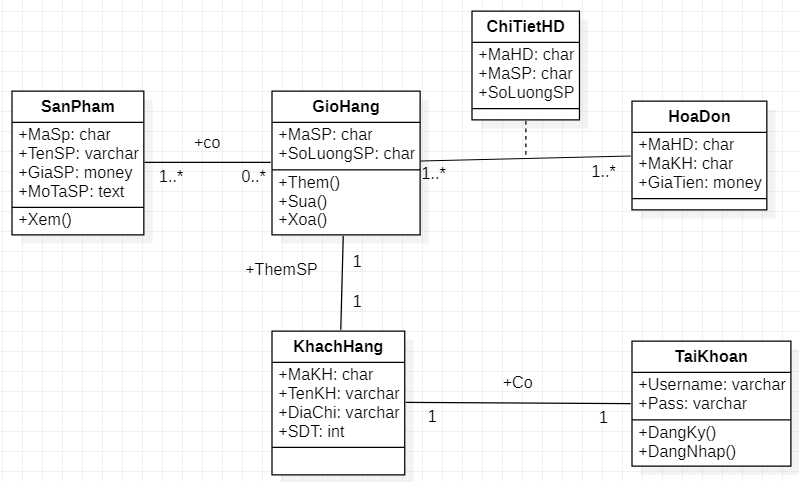 ChiTietHD
+MaHD: char
+MaSP: char
+SoLuongSP
SanPham
+MaSp: char
+TenSP: varchar
+GiaSP: money
+MoTaSP: text
+Xem()
+co
1..*
0..*
GioHang
+MaSP: char
+SoLuongSP: char
+Them()
+Sua()
+Xoa()
1..*
1..*
HoaDon
+MaHD: char
+MaKH: char
+GiaTien: money
+ThemSP
1
1
KhachHang
+MaKH: char
+TenKH: varchar
+DiaChi: varchar
+SDT: int
+Co
1
1
TaiKhoan
+Username: varchar
+Pass: varchar
+DangKy()
+DangNhap()